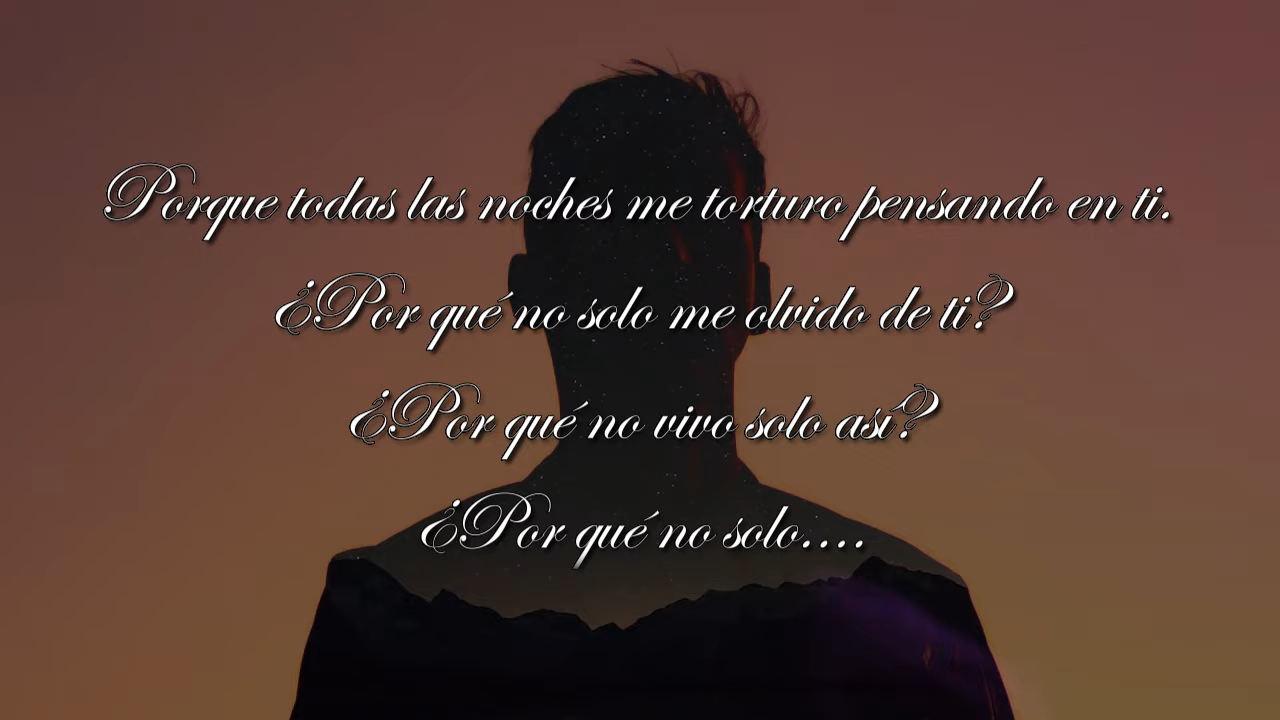 Porque todas las noches me torturo pensando en ti.
¿Por qué no solo me olvido de ti?
¿Por qué no vivo solo así?
¿Por qué no solo....